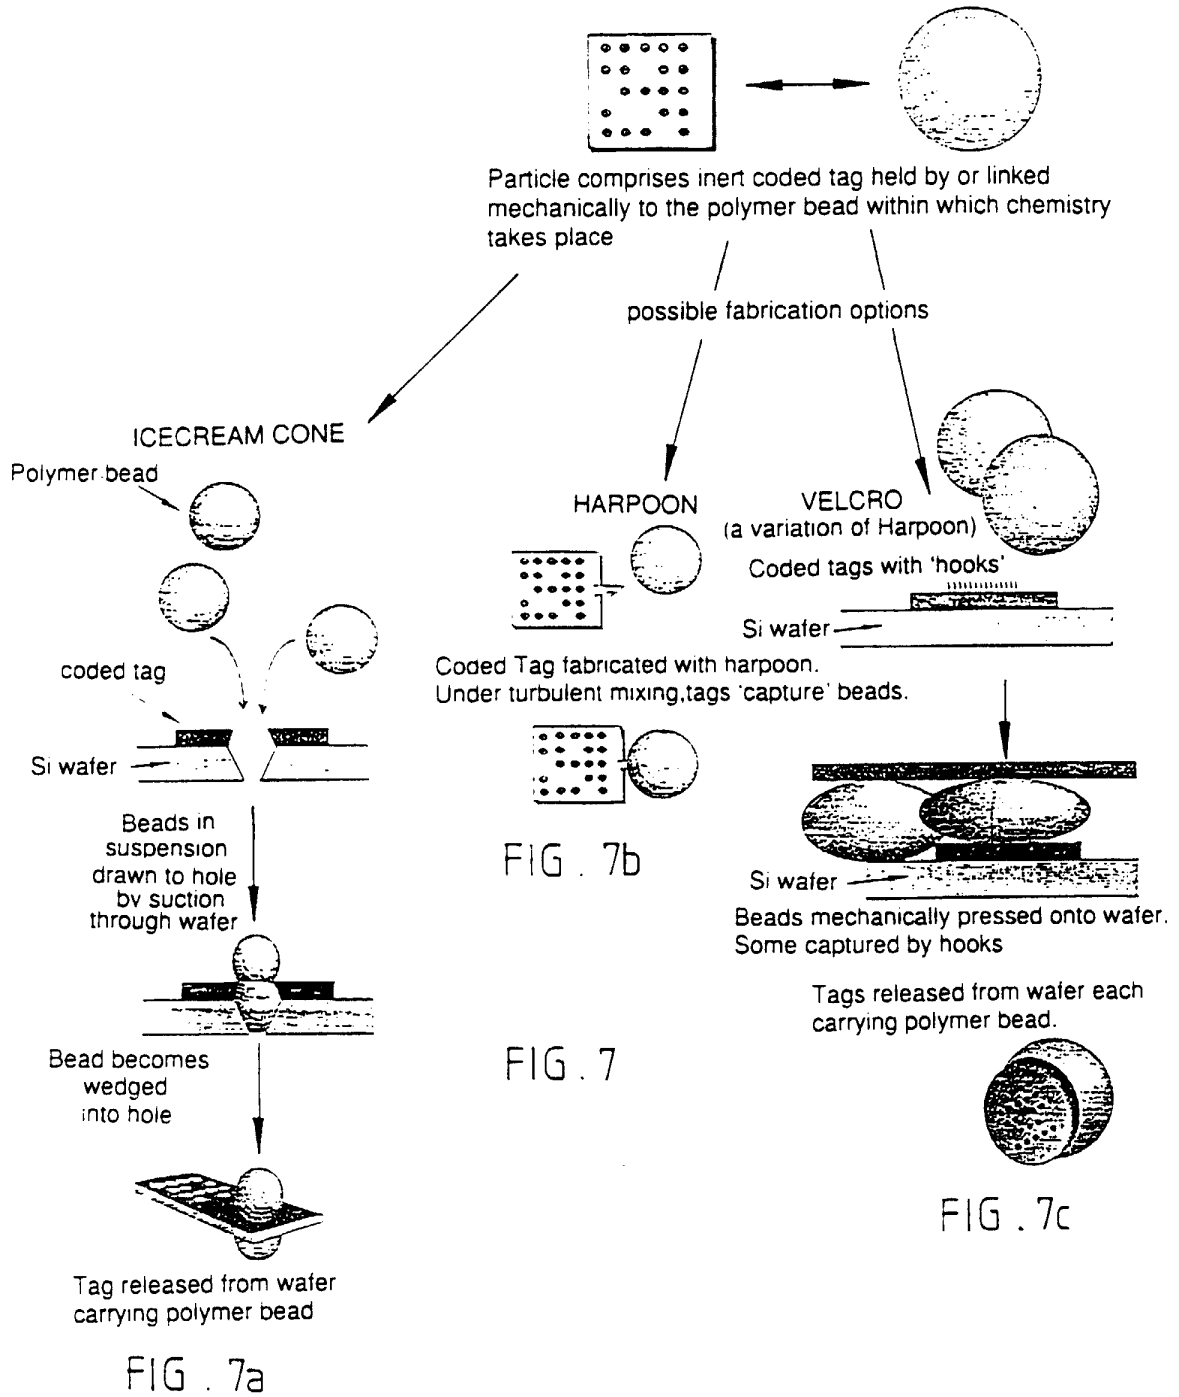 Particle comprises inert coded tag held by or linked
mechanically to the polymer bead within which chemistry
takes place
possible fabrication options
ICECREAM CONE
Polymer bead
coded tag
Si wafer
Beads in
suspension
drawn to hole
by suction
through wafer
Bead becomes
wedged
into hole
Tag released from wafer
carrying polymer bead
FIG . 7a
HARPOON
Coded Tag fabricated with harpoon.
Under turbulent mixing,tags 'capture' beads.
FIG . 7b
FIG . 7
VELCRO
(a variation of Harpoon)
Coded tags with 'hooks'
Si wafer
Si wafer
Beads mechanically pressed onto wafer.
Some captured by hooks
Tags released from wafer each
carrying polymer bead.
FIG . 7c